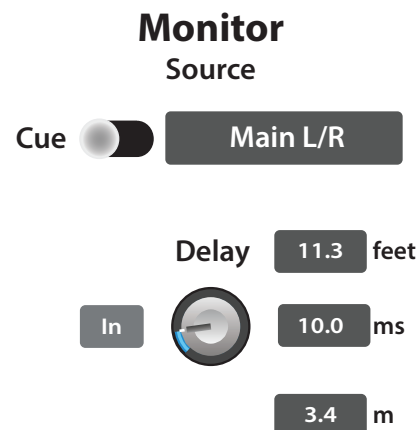 Monitor
Source
Cue Main L/R
Delay 11.3 feet
In 10.0 ms
3.4 m